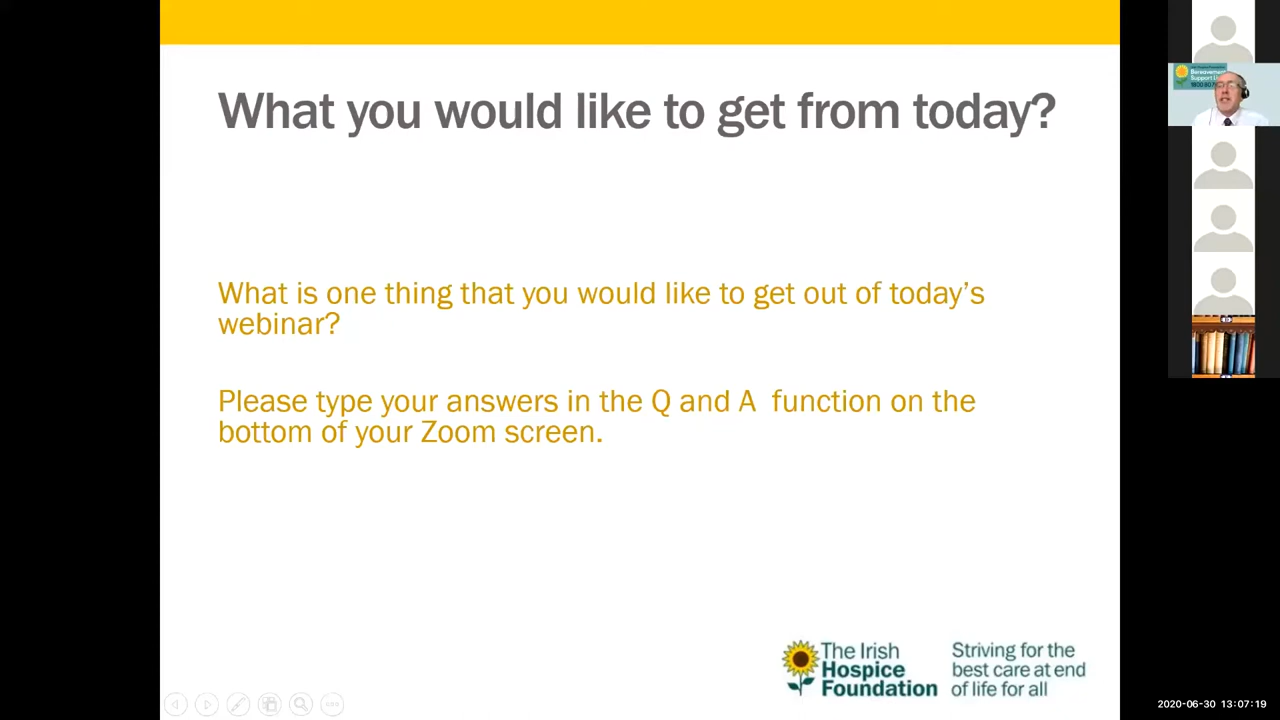 What you would like to get from today?
What is one thing that you would like to get out of today's
webinar?
Please type your answers in the Q and A function on the
bottom of your Zoom screen.
The Irish
Hospice
Foundation
Striving for the
best care at end
of life for all
Bereavement
2020-06-30 13:07:19